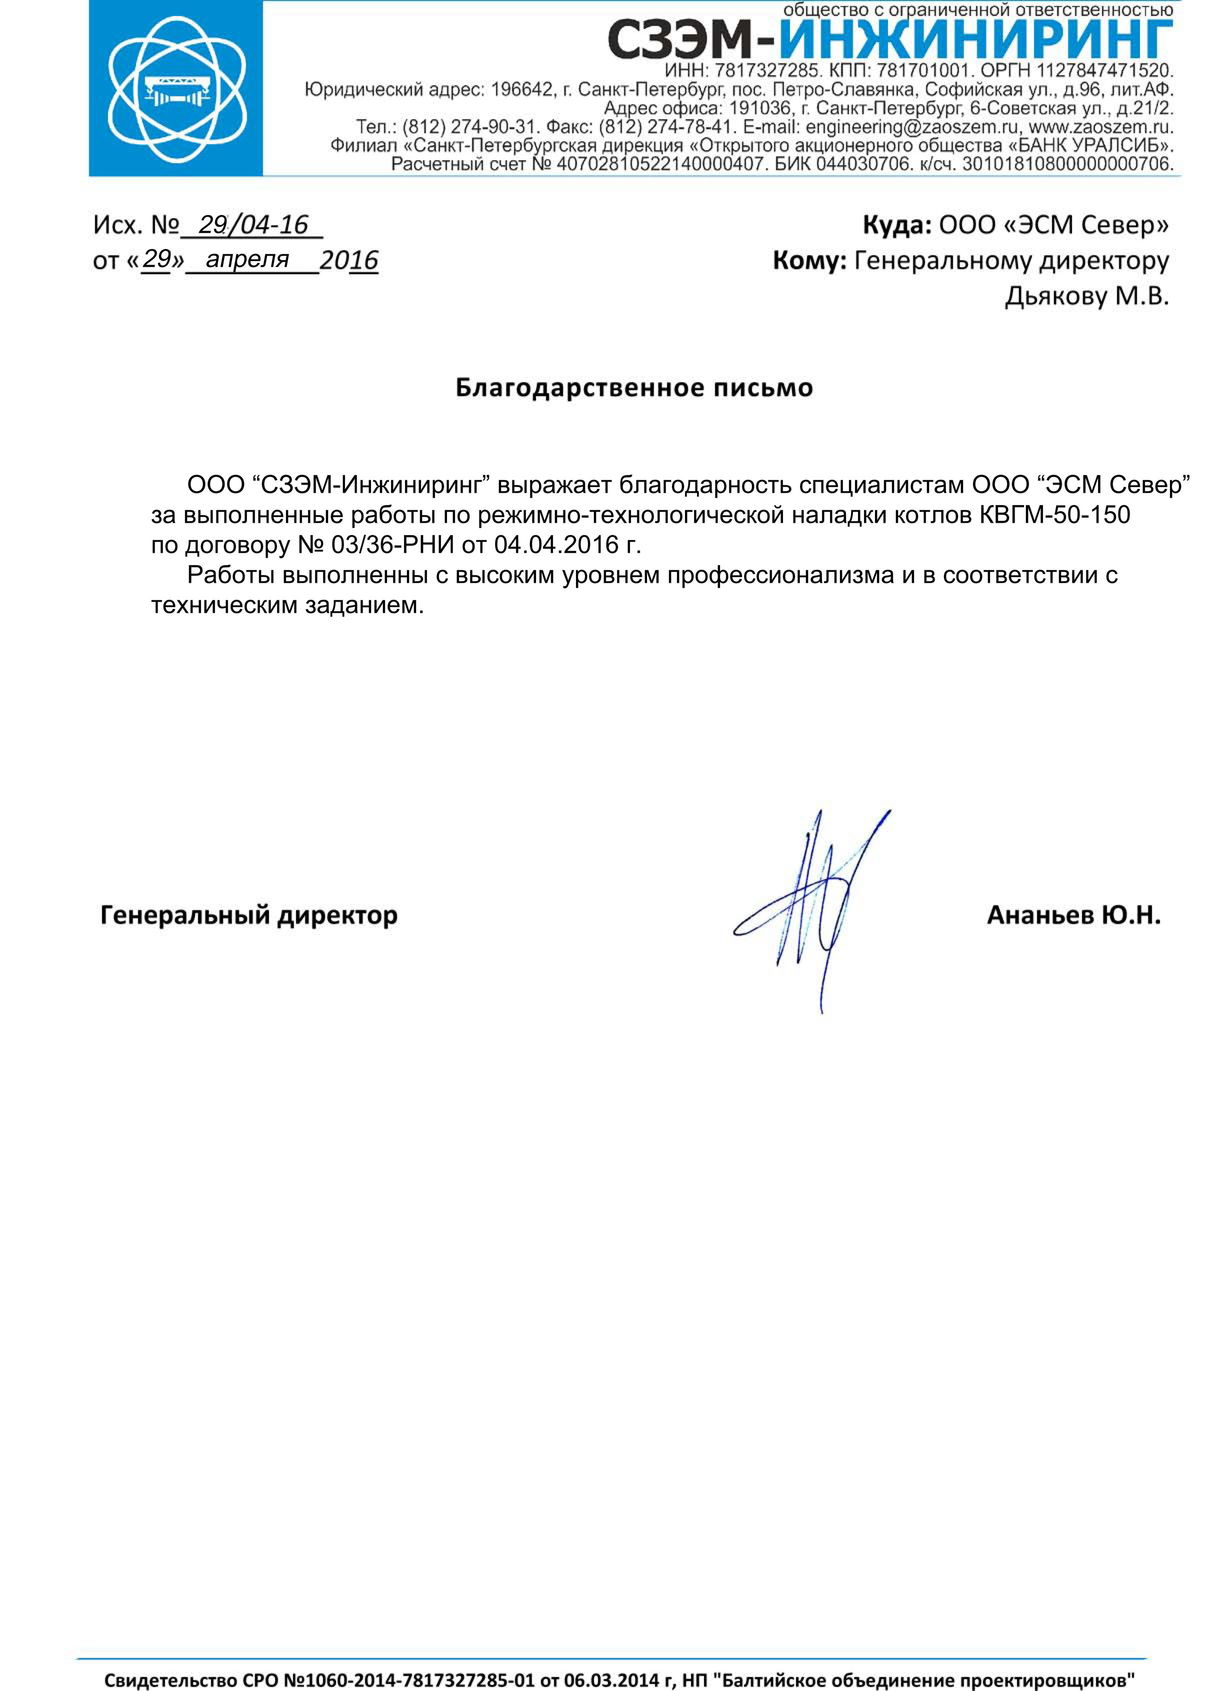 общество с ограниченной ответственностью
СЗЭМ-ИНЖИНИРИНГ
ИНН: 7817327285. КПП: 781701001. ОРГН 1127847471520.
Юридический адрес: 196642, г. Санкт-Петербург, пос. Петро-Славянка, Софийская ул., д.96, лит.АФ.
Адрес офиса: 191036, г. Санкт-Петербург, 6-Советская ул., д.21/2.
Тел.: (812) 274-90-31. Факс: (812) 274-78-41. E-mail: engineering@zaoszem.ru, www.zaoszem.ru.
Филиал «Санкт-Петербургская дирекция «Открытого акционерного общества «БАНК УРАЛСИБ».
Расчетный счет № 40702810522140000407. БИК 044030706. к/сч. 30101810800000000706.
Исх. № 29/04-16
от «29» апреля 2016
Куда: ООО «ЭСМ Север»
Кому: Генеральному директору
Дьякову М.В.
Благодарственное письмо
ООО “СЗЭМ-Инжиниринг” выражает благодарность специалистам ООО “ЭСМ Север”
за выполненные работы по режимно-технологической наладки котлов КВГМ-50-150
по договору № 03/36-РНИ от 04.04.2016 г.
Работы выполненны с высоким уровнем профессионализма и в соответствии с
техническим заданием.
Генеральный директор
Ананьев Ю.Н.
Свидетельство СРО №1060-2014-7817327285-01 от 06.03.2014 г, НП "Балтийское объединение проектировщиков"